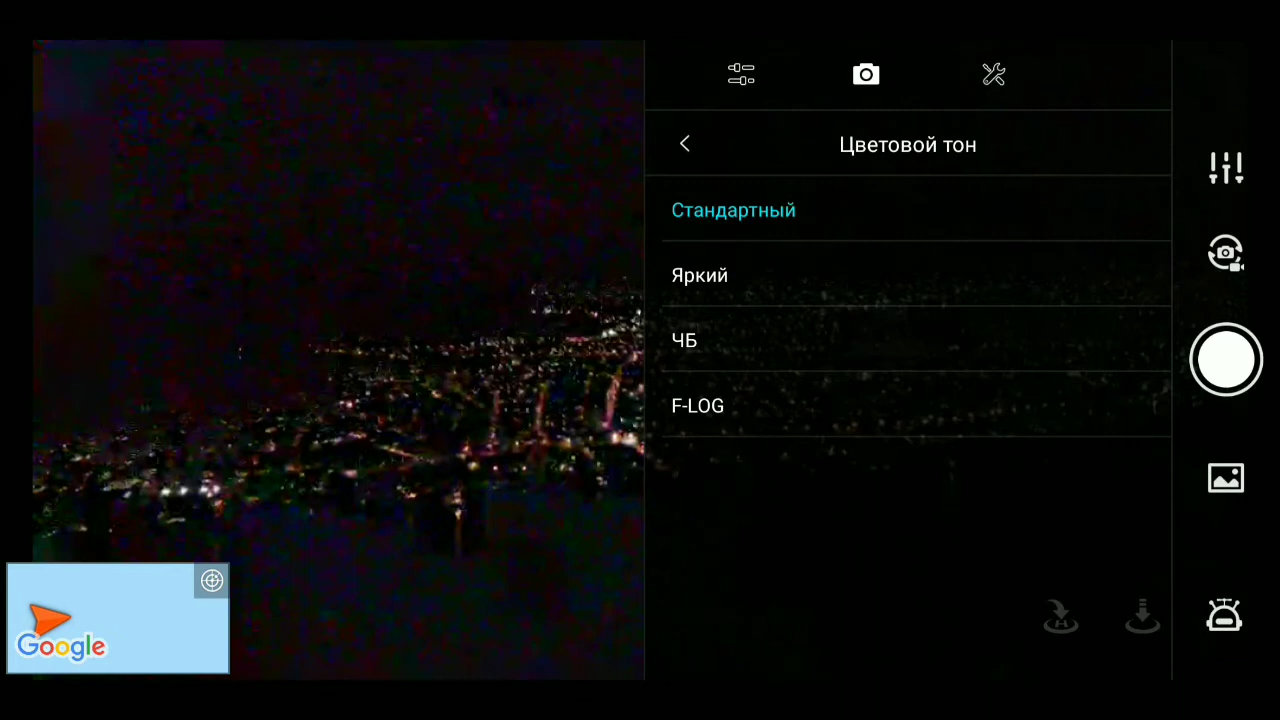 Цветовой тон
Стандартный
Яркий
ЧБ
F-LOG
Google